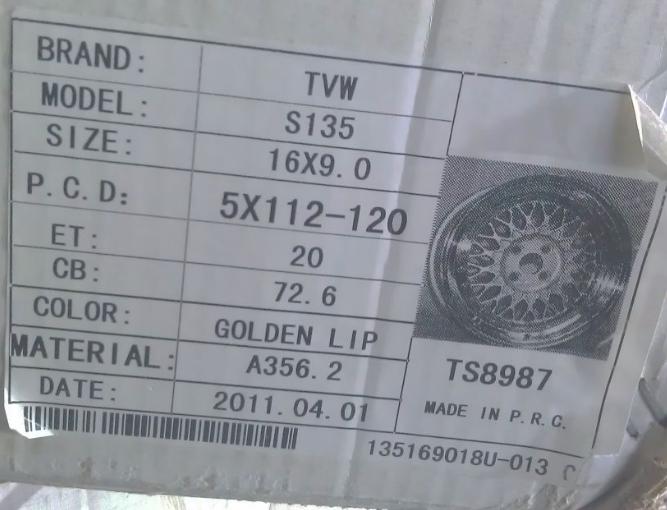 BRAND: TVW
MODEL: S135
SIZE: 16X9.0
P.C.D: 5X112-120
ET: 20
CB: 72.6
COLOR: GOLDEN LIP
MATERIAL: A356.2
DATE: 2011.04.01
TS8987
MADE IN P.R.C.
135169018U-013